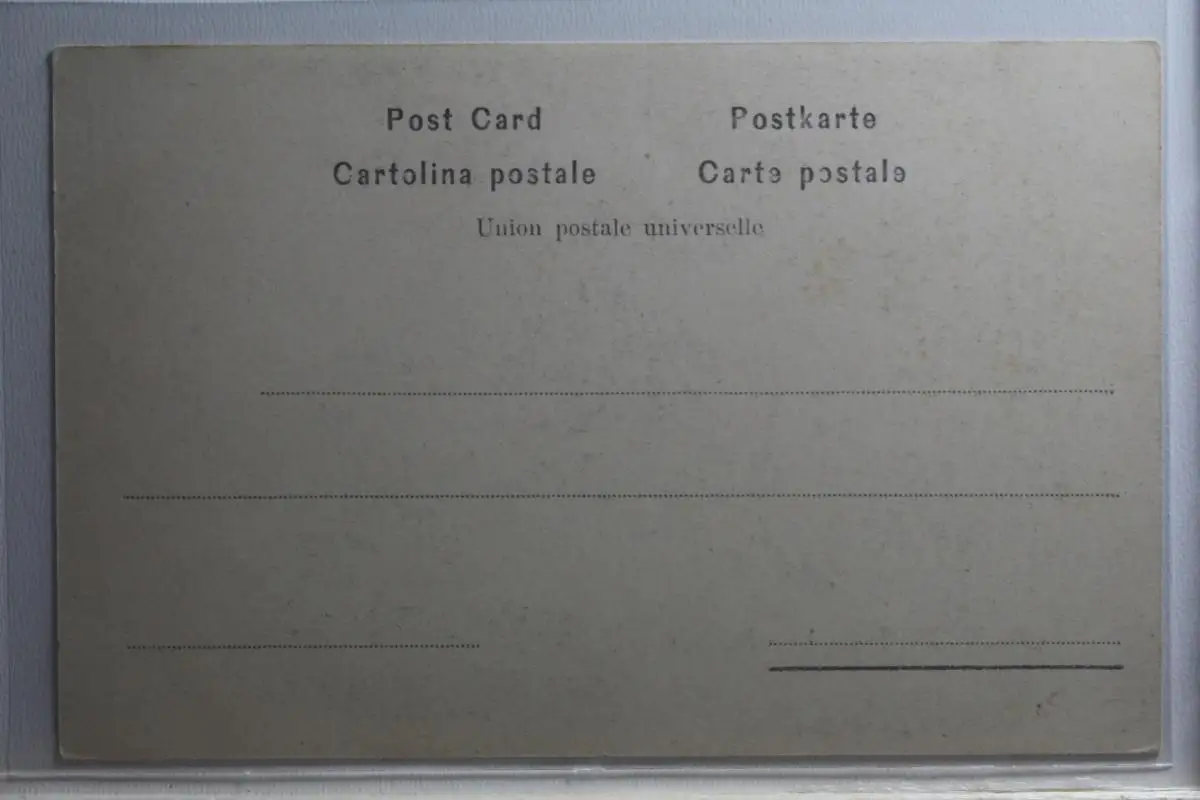 Post Card Postkarte
Cartolina postale Carte postale
Union postale universelle